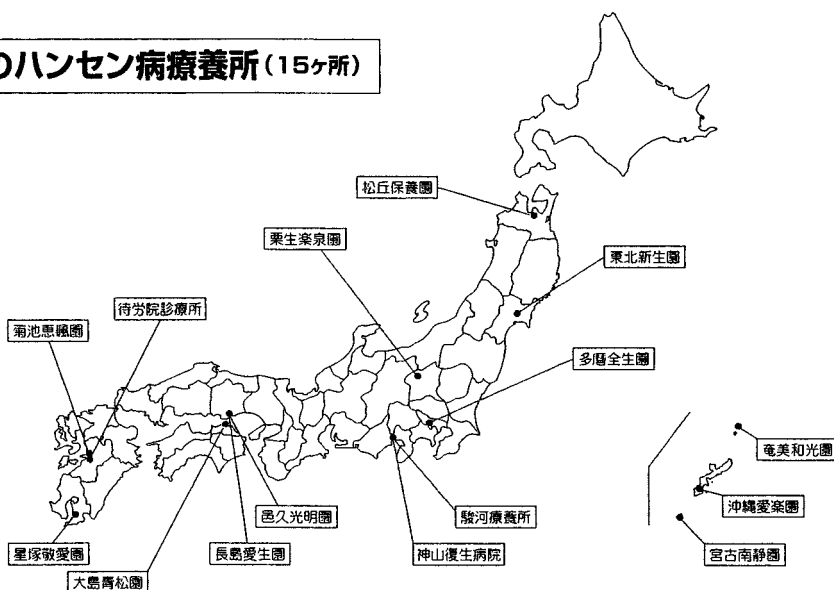 のハンセン病療養所(15ヶ所)
松丘保養園
栗生楽泉園
東北新生園
待労院診療所
菊池恵楓園
多磨全生園
奄美和光園
沖縄愛楽園
宮古南静園
邑久光明園
駿河療養所
星塚敬愛園
長島愛生園
神山復生病院
大島青松園